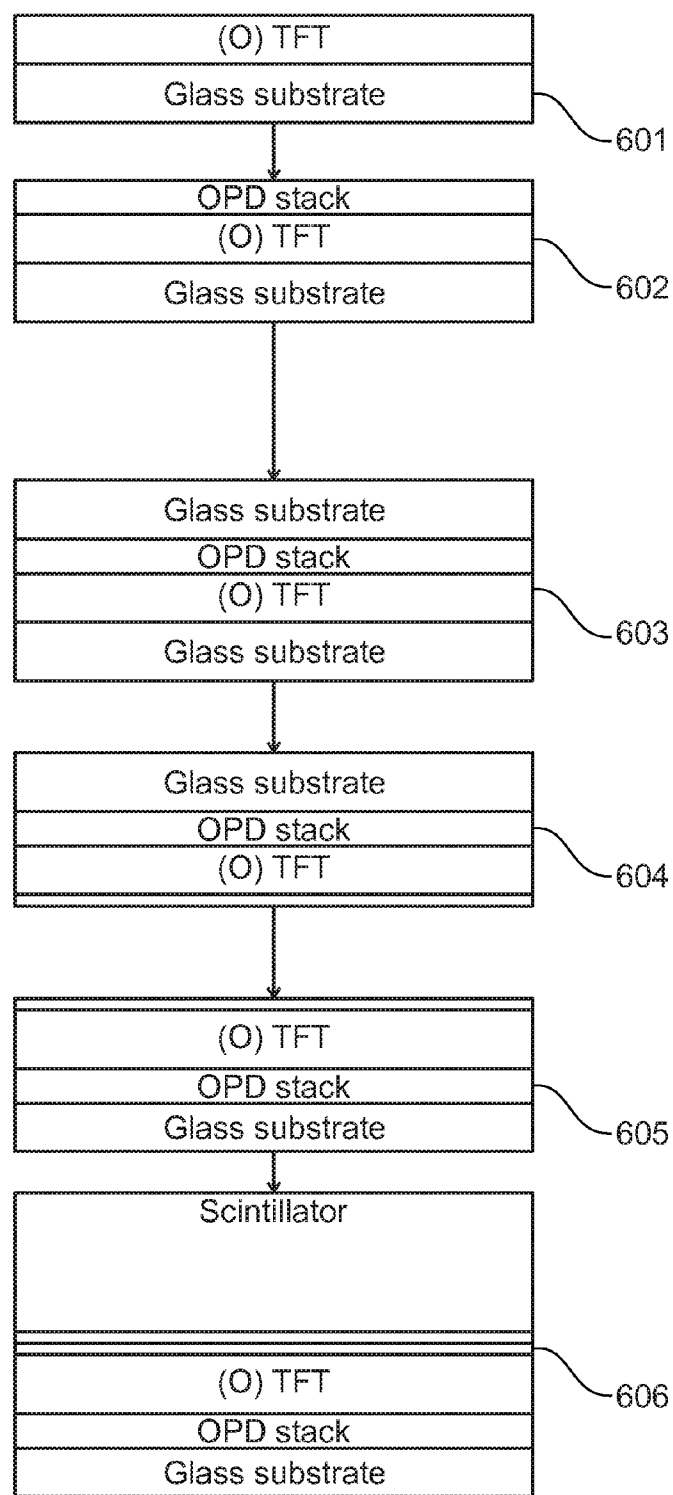 (O) TFT
Glass substrate
601
OPD stack
(O) TFT
Glass substrate
602
Glass substrate
OPD stack
(O) TFT
Glass substrate
603
Glass substrate
OPD stack
(O) TFT
604
(O) TFT
OPD stack
Glass substrate
605
Scintillator
(O) TFT
OPD stack
Glass substrate
606